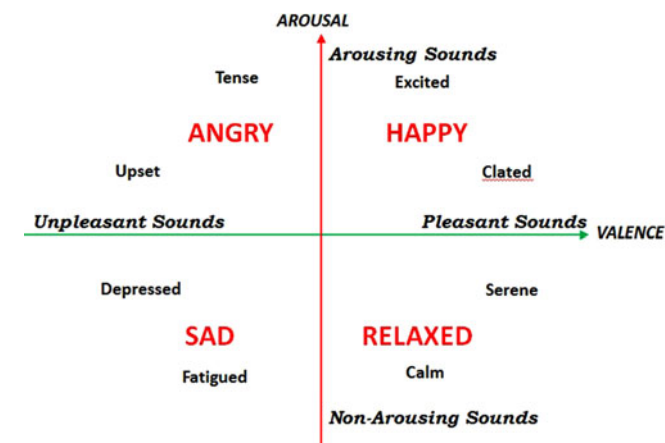 AROUSAL
Arousing Sounds
Tense
Excited
ANGRY
HAPPY
Upset
Clated
Unpleasant Sounds
Pleasant Sounds
VALENCE
Depressed
Serene
SAD
RELAXED
Fatigued
Calm
Non-Arousing Sounds